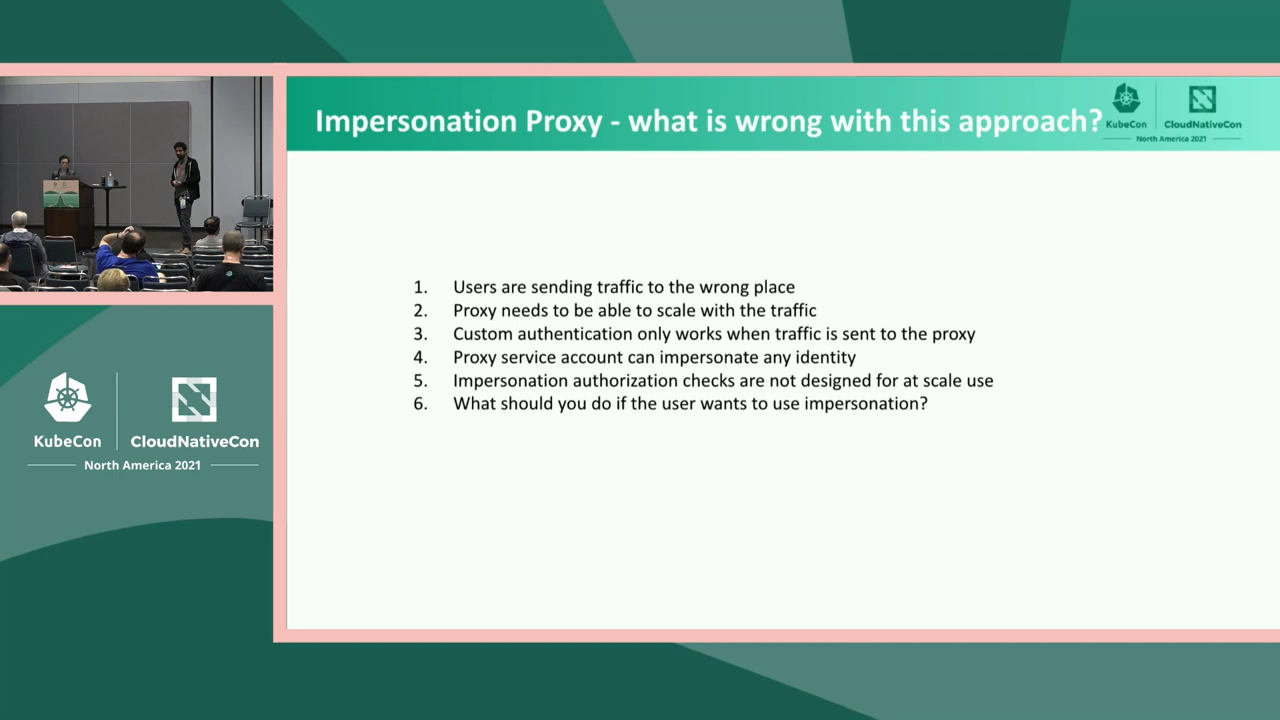 Impersonation Proxy - what is wrong with this approach?
KubeCon
CloudNativeCon
North America 2021
1. Users are sending traffic to the wrong place
2. Proxy needs to be able to scale with the traffic
3. Custom authentication only works when traffic is sent to the proxy
4. Proxy service account can impersonate any identity
5. Impersonation authorization checks are not designed for at scale use
6. What should you do if the user wants to use impersonation?
KubeCon
CloudNativeCon
North America 2021